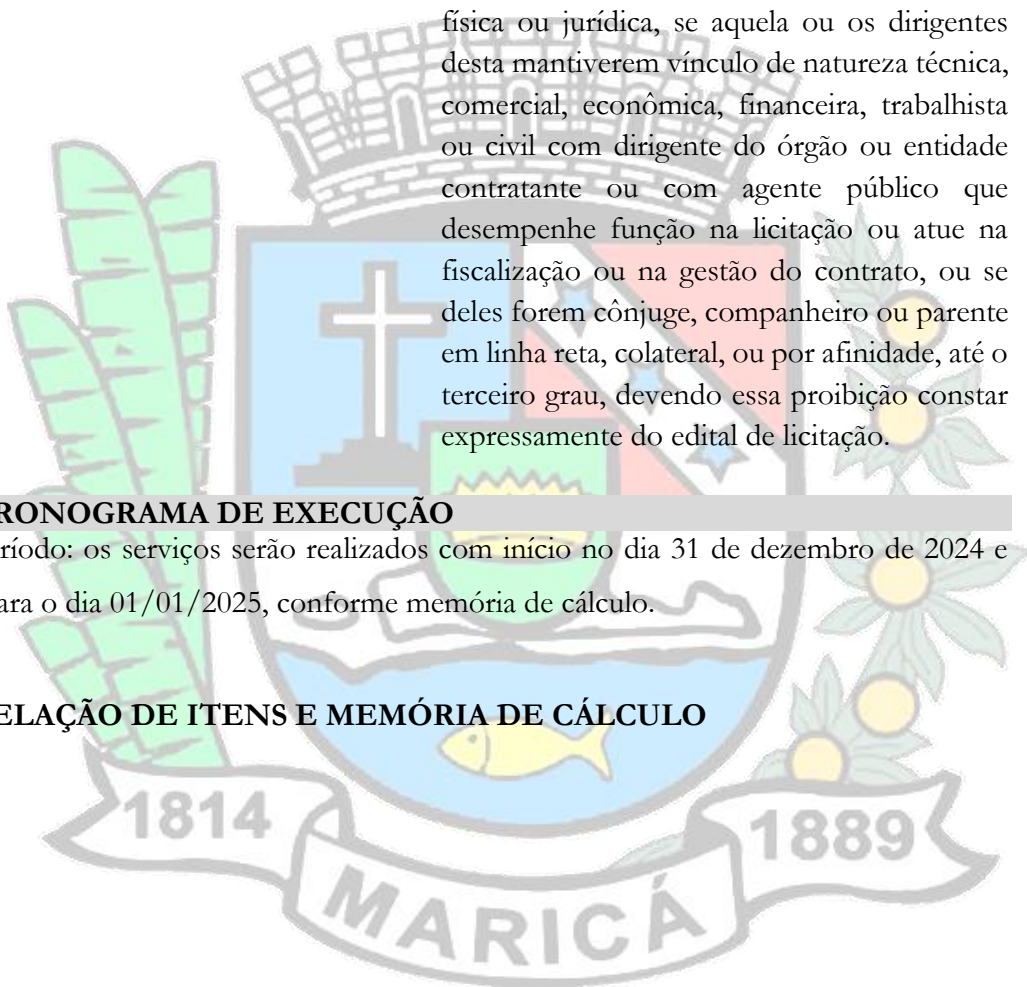 física ou jurídica, se aquela ou os dirigentes
desta mantiverem vínculo de natureza técnica,
comercial, econômica, financeira, trabalhista
ou civil com dirigente do órgão ou entidade
contratante ou com agente público que
desempenhe função na licitação ou atue na
fiscalização ou na gestão do contrato, ou se
deles forem cônjuge, companheiro ou parente
em linha reta, colateral, ou por afinidade, até o
terceiro grau, devendo essa proibição constar
expressamente do edital de licitação.
RONOGRAMA DE EXECUÇÃO
ríodo: os serviços serão realizados com início no dia 31 de dezembro de 2024 e
ara o dia 01/01/2025, conforme memória de cálculo.
ELAÇÃO DE ITENS E MEMÓRIA DE CÁLCULO
1814
1889
MARICÁ